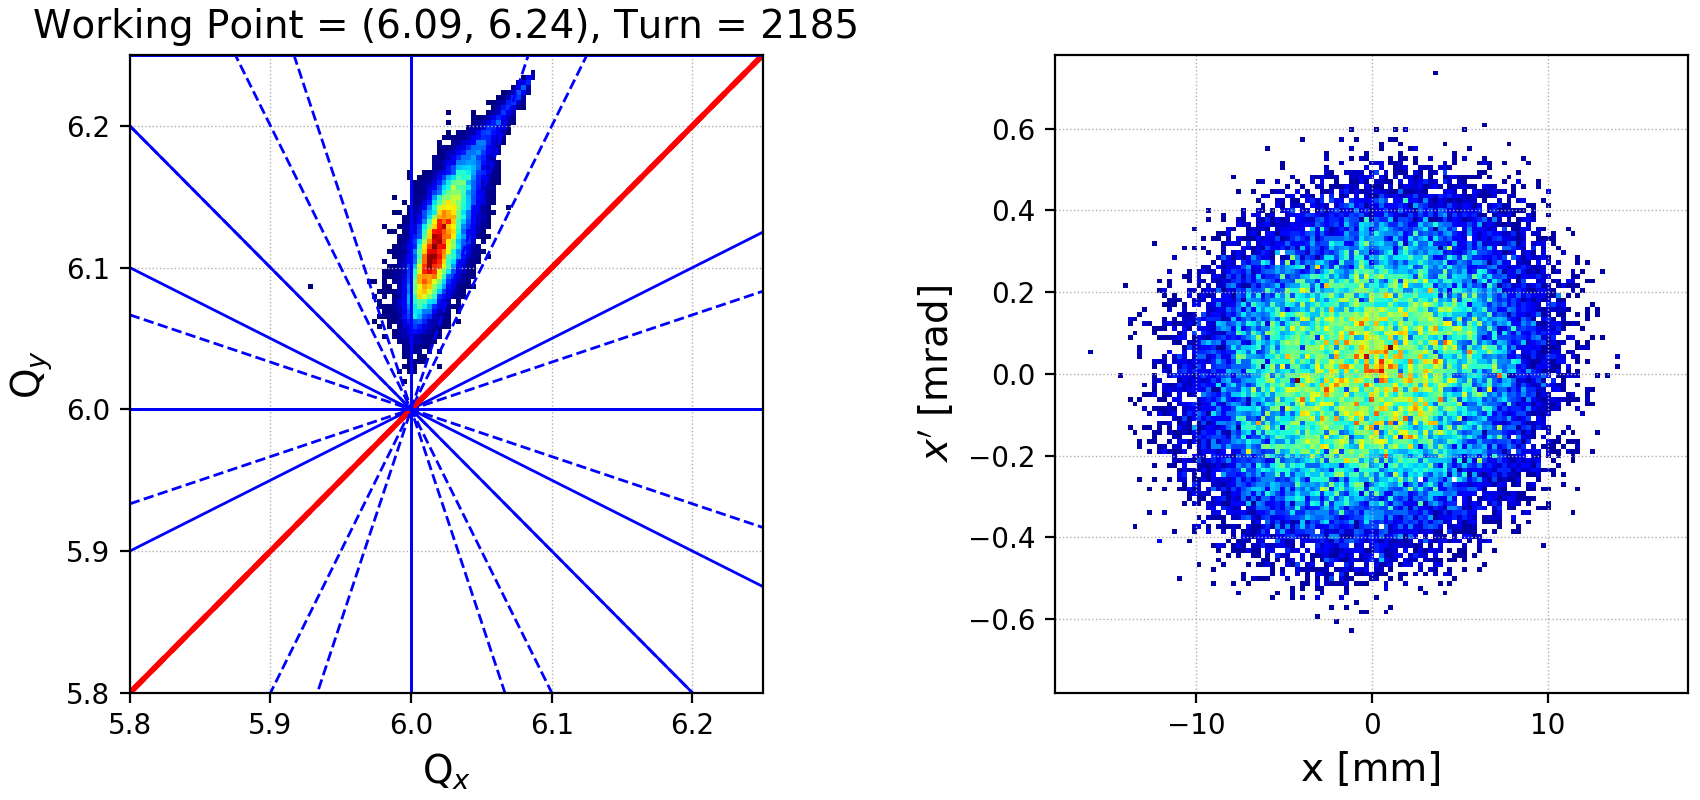 Working Point = (6.09, 6.24), Turn = 2185
6.2
6.1
6.0
5.9
5.8
Q_y
5.8 5.9 6.0 6.1 6.2
Q_x
0.6
0.4
0.2
0.0
−0.2
−0.4
−0.6
x′ [mrad]
−10 0 10
x [mm]